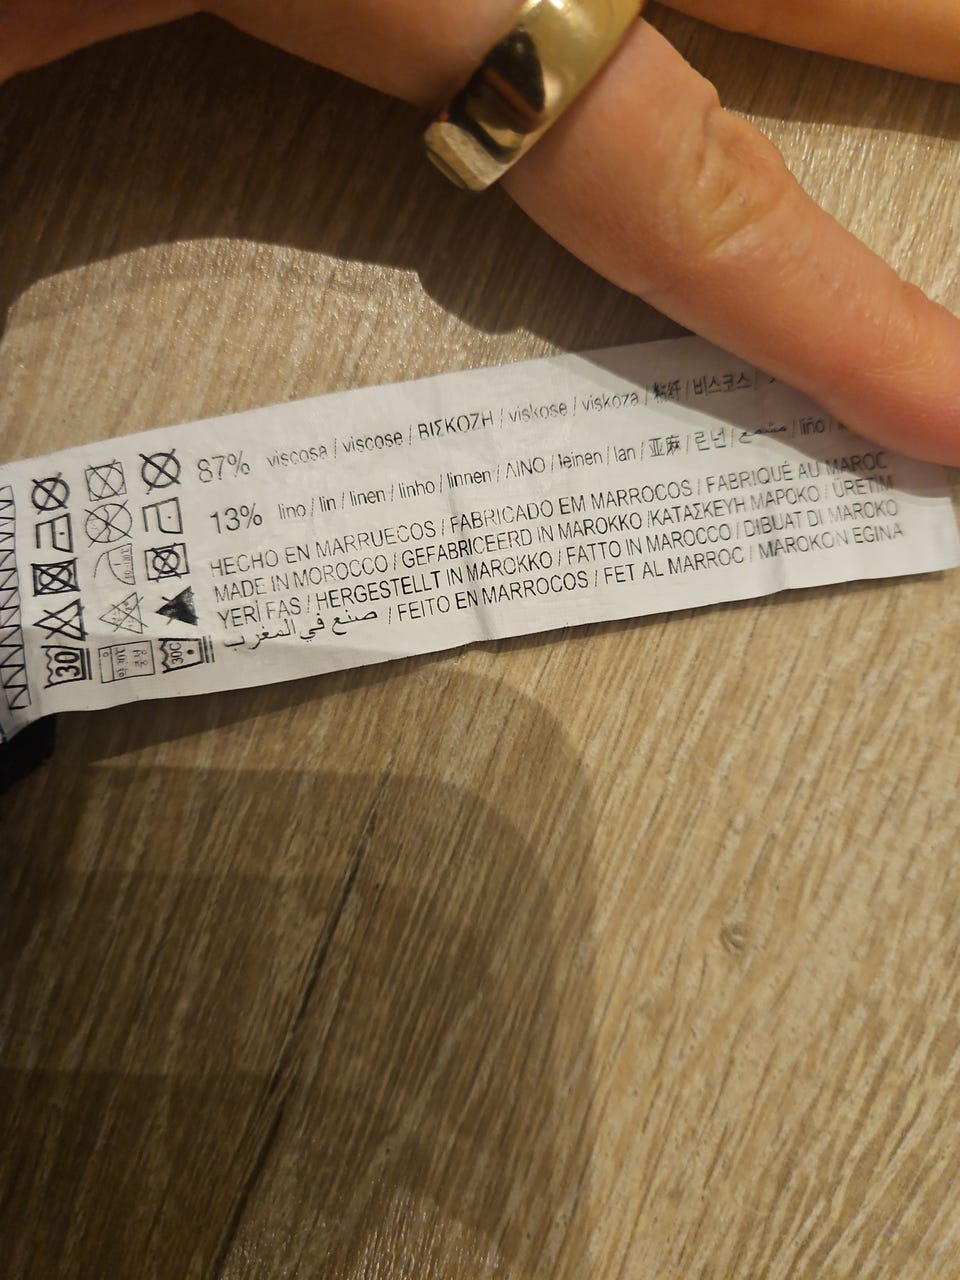 87% viscosa / viscose / ΒΙΣΚΟΖΗ / viskose / viskoza / 粘纤 / 비스코스 /
13% lino / lin / linen / linho / linnen / ΛΙΝΟ / leinen / lan / 亚麻 / 린넨 / مشمع / liño /
HECHO EN MARRUECOS / FABRICADO EM MARROCOS / FABRIQUÉ AU MAROC
MADE IN MOROCCO / GEFABRICEERD IN MAROKKO /ΚΑΤΑΣΚΕΥΗ ΜΑΡΟΚΟ / ÜRETIM
YERİ FAS / HERGESTELLT IN MAROKKO / FATTO IN MAROCCO / DIBUAT DI MAROKO
صنع في المغرب / FEITO EN MARROCOS / FET AL MARROC / MAROKON EGINA
30
30C